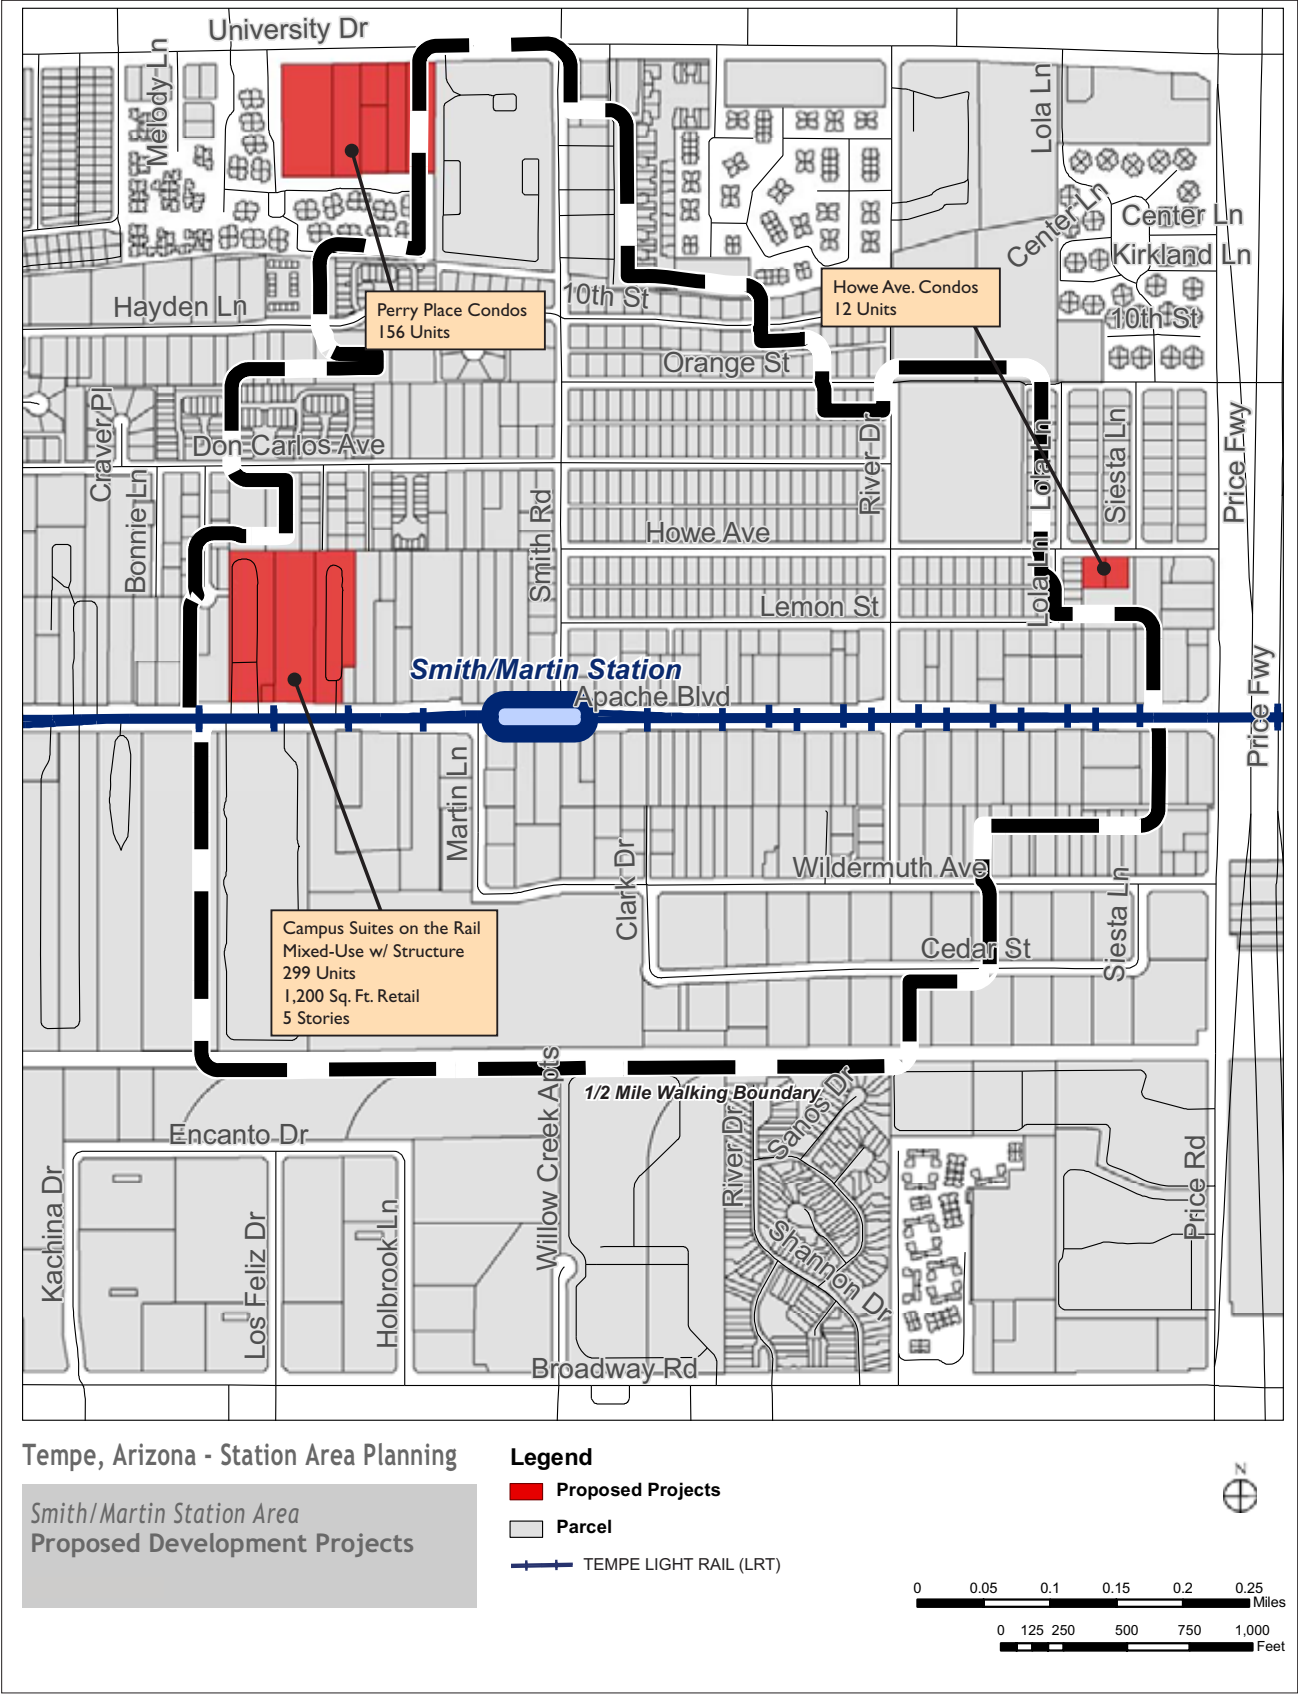 University Dr
Melody Ln
Lola Ln
Center Ln
Center Ln
Kirkland Ln
10th St
Hayden Ln
Perry Place Condos
156 Units
10th St
Howe Ave. Condos
12 Units
Orange St
Craver Pl
Don Carlos Ave
Bonnie Ln
Smith Rd
River Dr
Lola Ln
Siesta Ln
Price Fwy
Howe Ave
Lola Ln
Lemon St
Smith/Martin Station
Apache Blvd
Price Fwy
Martin Ln
Clark Dr
Wildermuth Ave
Cedar St
Siesta Ln
Campus Suites on the Rail
Mixed-Use w/ Structure
299 Units
1,200 Sq. Ft. Retail
5 Stories
1/2 Mile Walking Boundary
Willow Creek Apts
River Dr
Sanos Dr
Encanto Dr
Kachina Dr
Los Feliz Dr
Holbrook Ln
Shannon Dr
Price Rd
Broadway Rd
Tempe, Arizona - Station Area Planning
Smith/Martin Station Area
Proposed Development Projects
Legend
Proposed Projects
Parcel
TEMPE LIGHT RAIL (LRT)
N
0 0.05 0.1 0.15 0.2 0.25
Miles
0 125 250 500 750 1,000
Feet